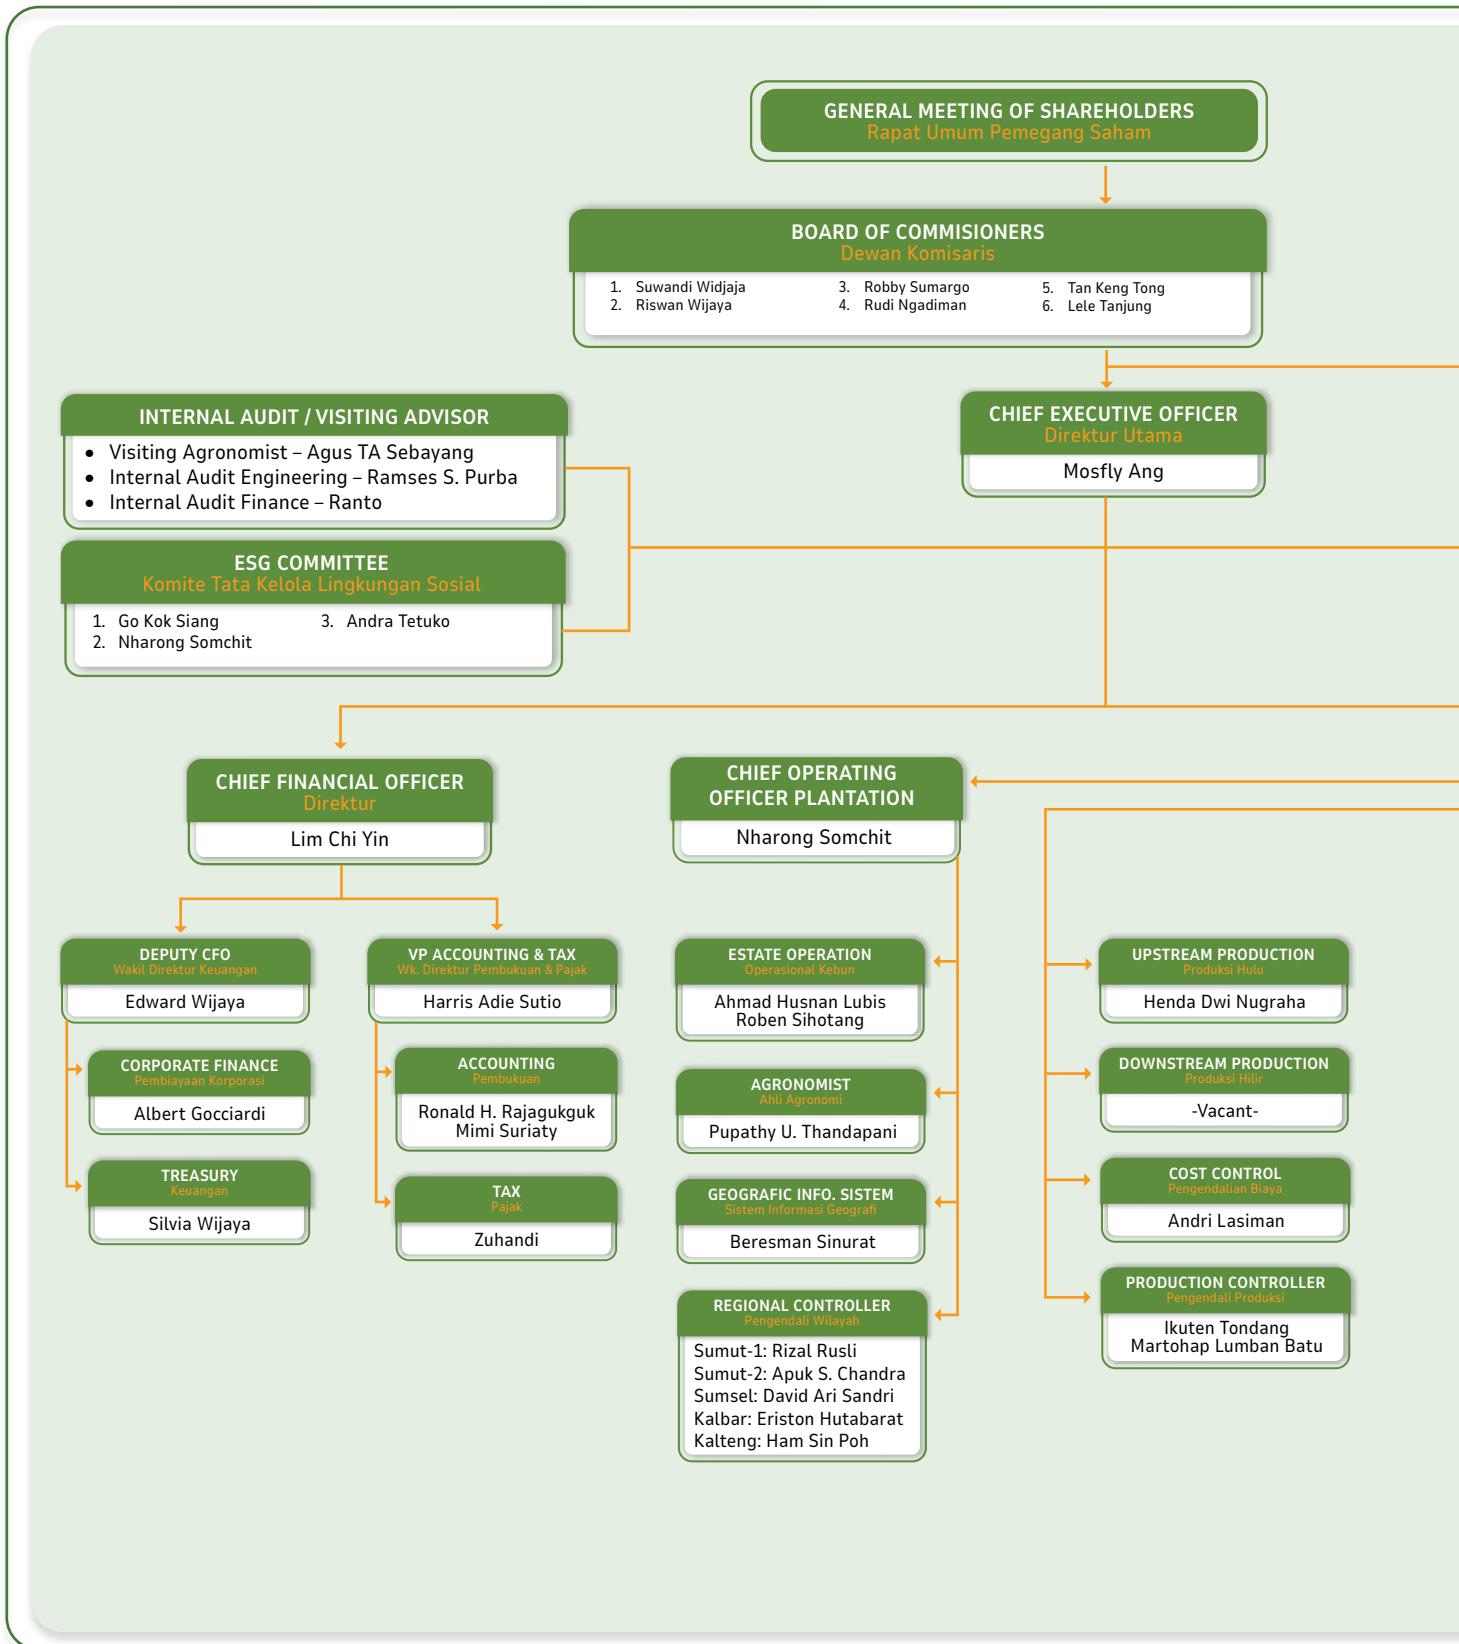 GENERAL MEETING OF SHAREHOLDERS
Rapat Umum Pemegang Saham
BOARD OF COMMISIONERS
Dewan Komisaris
1. Suwandi Widjaja
2. Riswan Wijaya
3. Robby Sumargo
4. Rudi Ngadiman
5. Tan Keng Tong
6. Lele Tanjung
INTERNAL AUDIT / VISITING ADVISOR
• Visiting Agronomist – Agus TA Sebayang
• Internal Audit Engineering – Ramses S. Purba
• Internal Audit Finance – Ranto
CHIEF EXECUTIVE OFFICER
Direktur Utama
Mosfly Ang
ESG COMMITTEE
Komite Tata Kelola Lingkungan Sosial
1. Go Kok Siang
2. Nharong Somchit
3. Andra Tetuko
CHIEF FINANCIAL OFFICER
Direktur
Lim Chi Yin
DEPUTY CFO
Wakil Direktur Keuangan
Edward Wijaya
CORPORATE FINANCE
Pembiayaan Korporasi
Albert Gocciardi
TREASURY
Keuangan
Silvia Wijaya
VP ACCOUNTING & TAX
Wk. Direktur Pembukuan & Pajak
Harris Adie Sutio
ACCOUNTING
Pembukuan
Ronald H. Rajagukguk
Mimi Suriaty
TAX
Pajak
Zuhandi
CHIEF OPERATING
OFFICER PLANTATION
Nharong Somchit
ESTATE OPERATION
Operasional Kebun
Ahmad Husnan Lubis
Roben Sihotang
AGRONOMIST
Ahli Agronomi
Pupathy U. Thandapani
GEOGRAFIC INFO. SISTEM
Sistem Informasi Geografi
Beresman Sinurat
REGIONAL CONTROLLER
Pengendali Wilayah
Sumut-1: Rizal Rusli
Sumut-2: Apuk S. Chandra
Sumsel: David Ari Sandri
Kalbar: Eriston Hutabarat
Kalteng: Ham Sin Poh
UPSTREAM PRODUCTION
Produksi Hulu
Henda Dwi Nugraha
DOWNSTREAM PRODUCTION
Produksi Hilir
-Vacant-
COST CONTROL
Pengendalian Biaya
Andri Lasiman
PRODUCTION CONTROLLER
Pengendali Produksi
Ikuten Tondang
Martohap Lumban Batu